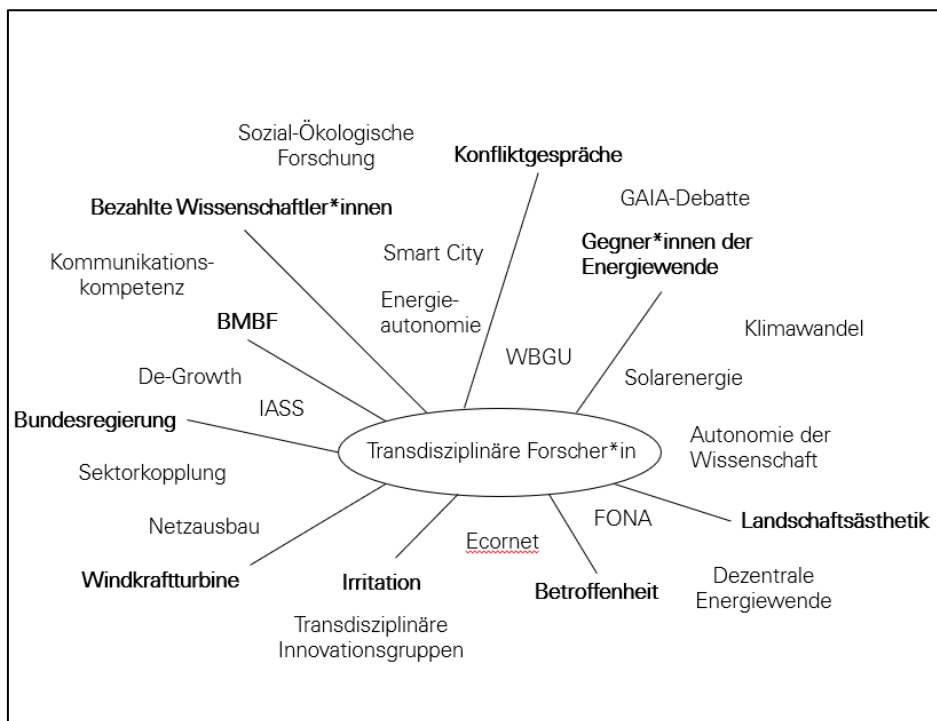 Sozial-Ökologische
Forschung
Konfliktgespräche
GAIA-Debatte
Bezahlte Wissenschaftler*innen
Gegner*innen der
Energiewende
Smart City
Kommunikations-
kompetenz
Energie-
autonomie
BMBF
Klimawandel
WBGU
De-Growth
Solarenergie
IASS
Bundesregierung
Transdisziplinäre Forscher*in
Autonomie der
Wissenschaft
Sektorkopplung
Netzausbau
FONA
Landschaftsästhetik
Ecornet
Windkraftturbine
Irritation
Betroffenheit
Dezentrale
Energiewende
Transdisziplinäre
Innovationsgruppen